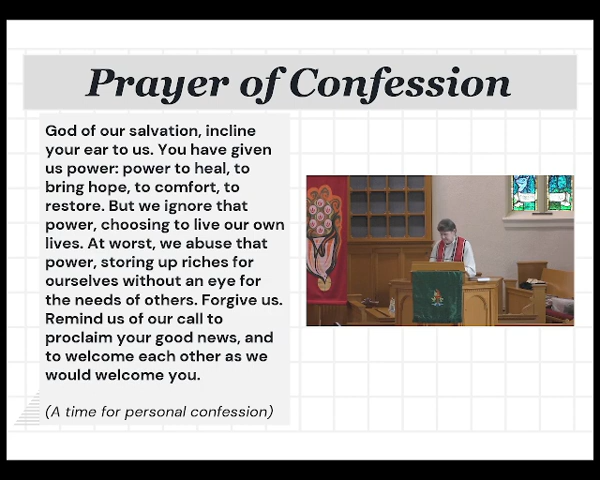 Prayer of Confession
God of our salvation, incline
your ear to us. You have given
us power: power to heal, to
bring hope, to comfort, to
restore. But we ignore that
power, choosing to live our own
lives. At worst, we abuse that
power, storing up riches for
ourselves without an eye for
the needs of others. Forgive us.
Remind us of our call to
proclaim your good news, and
to welcome each other as we
would welcome you.
(A time for personal confession)